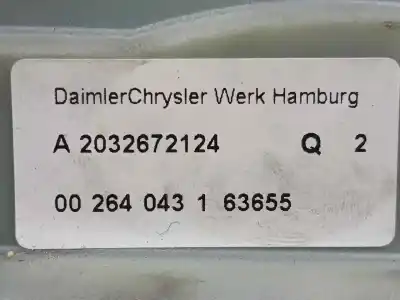 DaimlerChrysler Werk Hamburg
A 2032672124 Q 2
00 264 043 1 63655